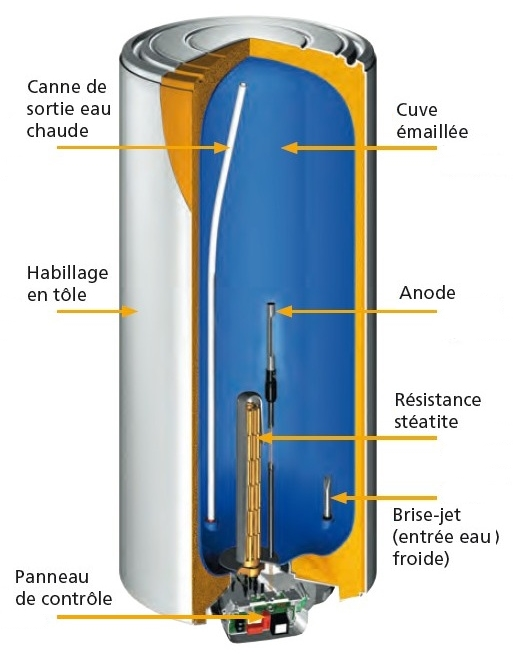 Canne de
sortie eau
chaude
Cuve
émaillée
Habillage
en tôle
Anode
Résistance
stéatite
Brise-jet
(entrée eau )
froide)
Panneau
de contrôle